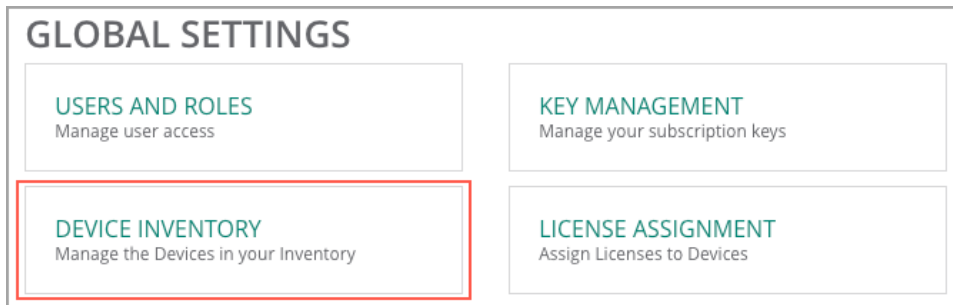 GLOBAL SETTINGS
USERS AND ROLES
Manage user access
KEY MANAGEMENT
Manage your subscription keys
DEVICE INVENTORY
Manage the Devices in your Inventory
LICENSE ASSIGNMENT
Assign Licenses to Devices